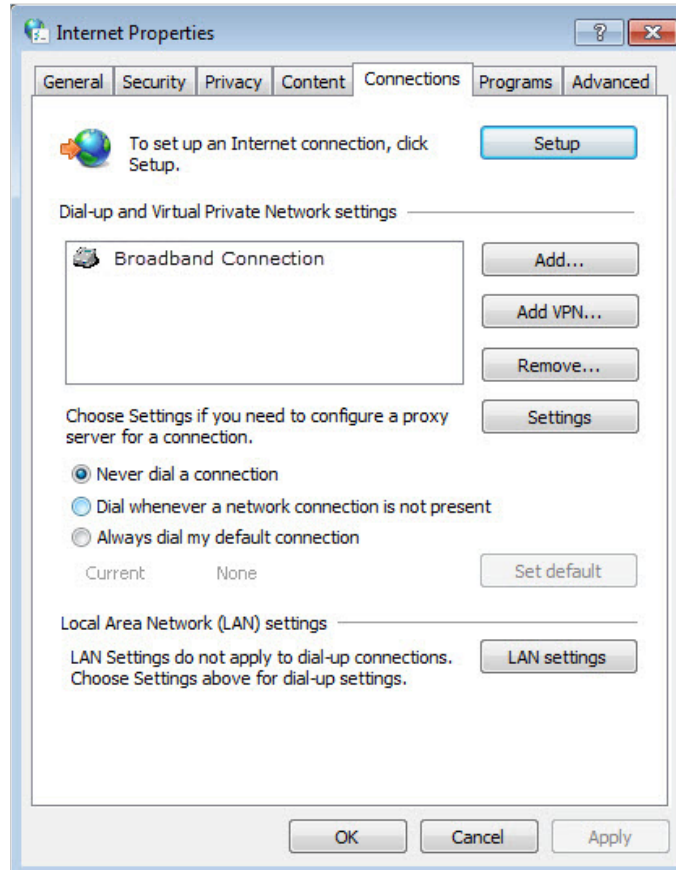 Internet Properties
General Security Privacy Content Connections Programs Advanced
To set up an Internet connection, click
Setup.
Setup
Dial-up and Virtual Private Network settings
Broadband Connection
Add...
Add VPN...
Remove...
Choose Settings if you need to configure a proxy
server for a connection.
Settings
Never dial a connection
Dial whenever a network connection is not present
Always dial my default connection
Current None
Set default
Local Area Network (LAN) settings
LAN Settings do not apply to dial-up connections.
Choose Settings above for dial-up settings.
LAN settings
OK Cancel Apply